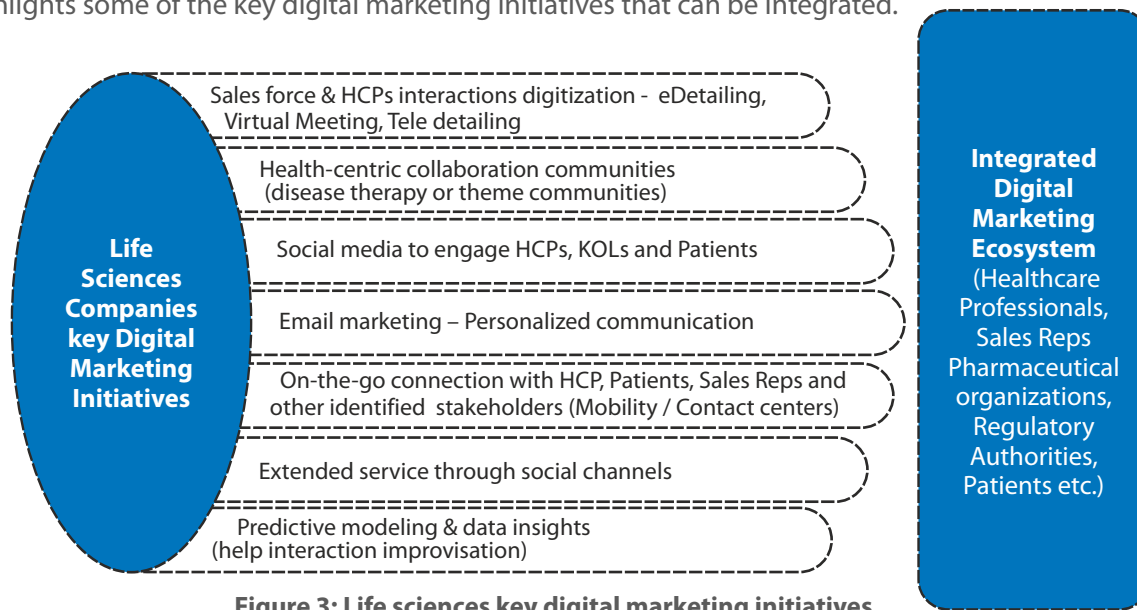 some of the key digital marketing initiatives that can be integrated.
Sales force & HCPs interactions digitization - eDetailing,
Virtual Meeting, Tele detailing
Health-centric collaboration communities
(disease therapy or theme communities)
Social media to engage HCPs, KOLs and Patients
Email marketing – Personalized communication
On-the-go connection with HCP, Patients, Sales Reps and
other identified stakeholders (Mobility / Contact centers)
Extended service through social channels
Predictive modeling & data insights
(help interaction improvisation)
Life
Sciences
Companies
key Digital
Marketing
Initiatives
Integrated
Digital
Marketing
Ecosystem
(Healthcare
Professionals,
Sales Reps
Pharmaceutical
organizations,
Regulatory
Authorities,
Patients etc.)
Figure 3: Life sciences key digital marketing initiatives